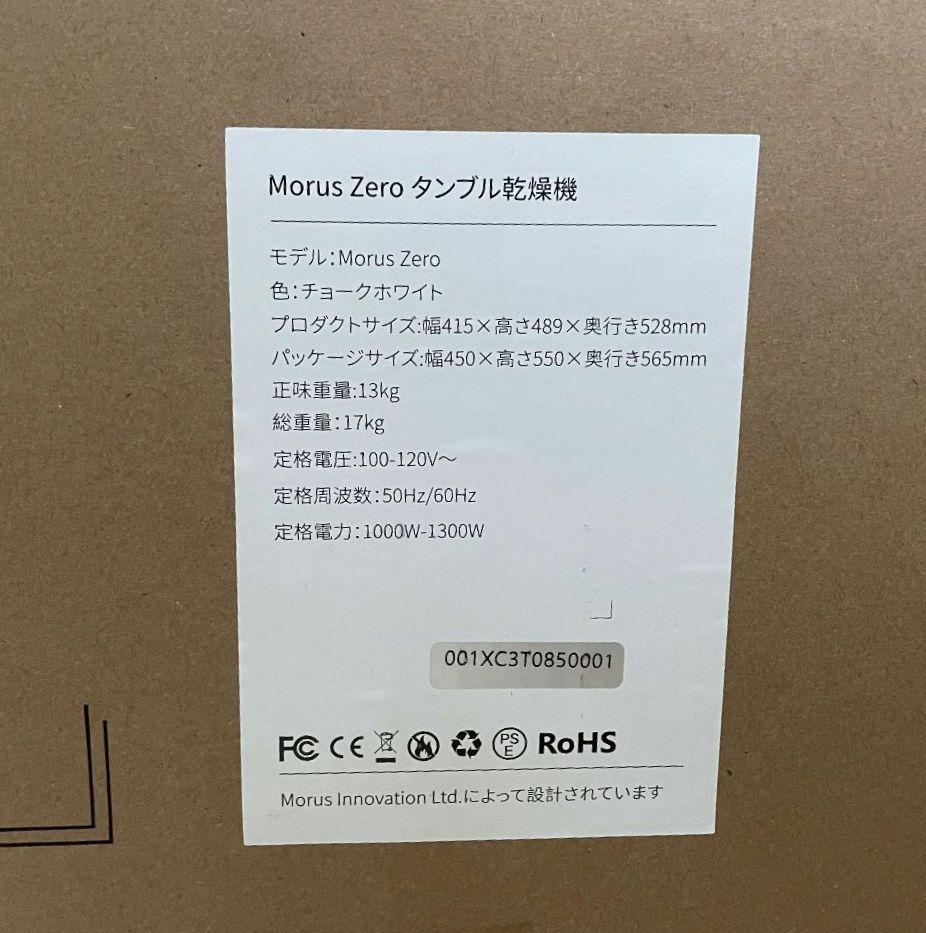 Morus Zero タンブル乾燥機
モデル：Morus Zero
色：チョークホワイト
プロダクトサイズ:幅415×高さ489×奥行き528mm
パッケージサイズ:幅450×高さ550×奥行き565mm
正味重量:13kg
総重量：17kg
定格電圧:100-120V～
定格周波数：50Hz/60Hz
定格電力：1000W-1300W
001XC3T0850001
FC CE PSE RoHS
Morus Innovation Ltd.によって設計されています